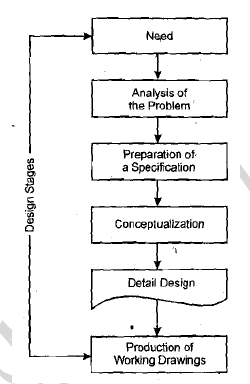 Need
Analysis of
the Problem
Preparation of
a Specification
Design Stages
Conceptualization
Detail Design
Production of
Working Drawings